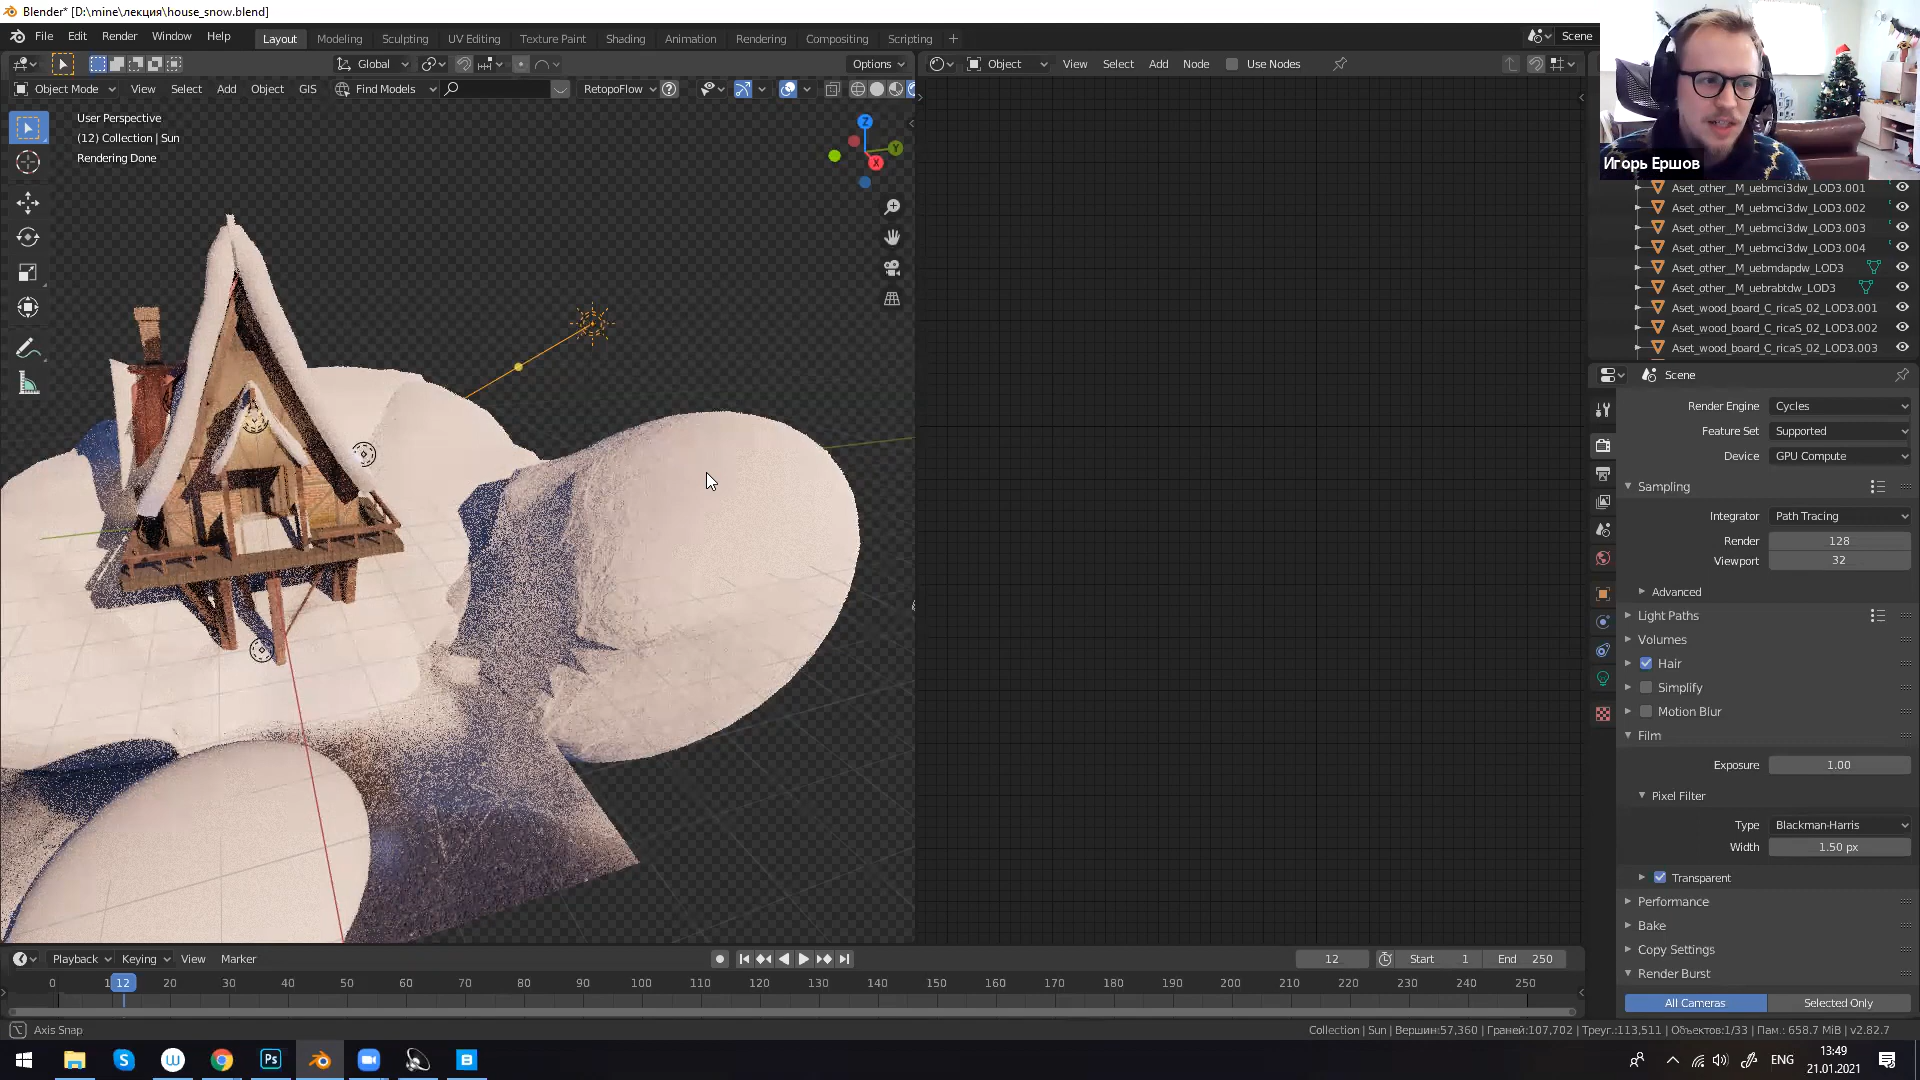 Blender* [D:\mine\лекция\house_snow.blend]
File Edit Render Window Help Layout Modeling Sculpting UV Editing Texture Paint Shading Animation Rendering Compositing Scripting + Scene
Global Options Object View Select Add Node Use Nodes
Object Mode View Select Add Object GIS Find Models RetopoFlow
User Perspective
(12) Collection | Sun
Rendering Done
Z
Y
X
Игорь Ершов
Aset_other__M_uebmci3dw_LOD3.001
Aset_other__M_uebmci3dw_LOD3.002
Aset_other__M_uebmci3dw_LOD3.003
Aset_other__M_uebmci3dw_LOD3.004
Aset_other__M_uebmdapdw_LOD3
Aset_other__M_uebrabtdw_LOD3
Aset_wood_board_C_ricaS_02_LOD3.001
Aset_wood_board_C_ricaS_02_LOD3.002
Aset_wood_board_C_ricaS_02_LOD3.003
Scene
Render Engine Cycles
Feature Set Supported
Device GPU Compute
Sampling
Integrator Path Tracing
Render 128
Viewport 32
Advanced
Light Paths
Volumes
Hair
Simplify
Motion Blur
Film
Exposure 1.00
Pixel Filter
Type Blackman-Harris
Width 1.50 px
Transparent
Performance
Bake
Copy Settings
Render Burst
All Cameras Selected Only
Playback Keying View Marker 12 Start 1 End 250
0 1 12 20 30 40 50 60 70 80 90 100 110 120 130 140 150 160 170 180 190 200 210 220 230 240 250
Axis Snap Collection | Sun | Вершин:57,360 | Граней:107,702 | Треуг.:113,511 | Объектов:1/33 | Пам.: 658.7 MiB | v2.82.7
Ps ENG 13:49
21.01.2021